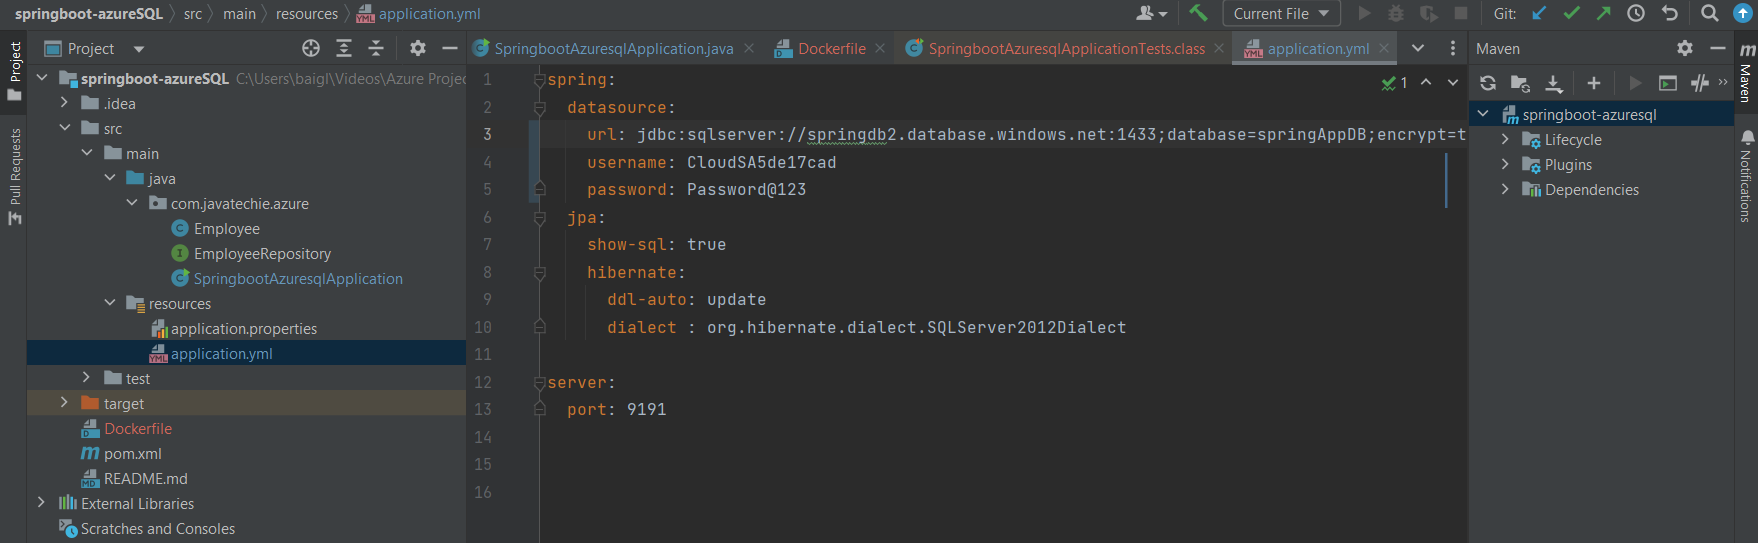 springboot-azureSQL src main resources application.yml
Current File
Git:
Project
SpringbootAzuresqlApplication.java
Dockerfile
SpringbootAzuresqlApplicationTests.class
application.yml
Maven
Project
Pull Requests
springboot-azureSQL C:\Users\baigl\Videos\Azure Projec
.idea
src
main
java
com.javatechie.azure
Employee
EmployeeRepository
SpringbootAzuresqlApplication
resources
application.properties
application.yml
test
target
Dockerfile
pom.xml
README.md
External Libraries
Scratches and Consoles
1 spring:
2 datasource:
3 url: jdbc:sqlserver://springdb2.database.windows.net:1433;database=springAppDB;encrypt=t
4 username: CloudSA5de17cad
5 password: Password@123
6 jpa:
7 show-sql: true
8 hibernate:
9 ddl-auto: update
10 dialect : org.hibernate.dialect.SQLServer2012Dialect
11
12 server:
13 port: 9191
14
15
16
1
springboot-azuresql
Lifecycle
Plugins
Dependencies
Maven
Notifications